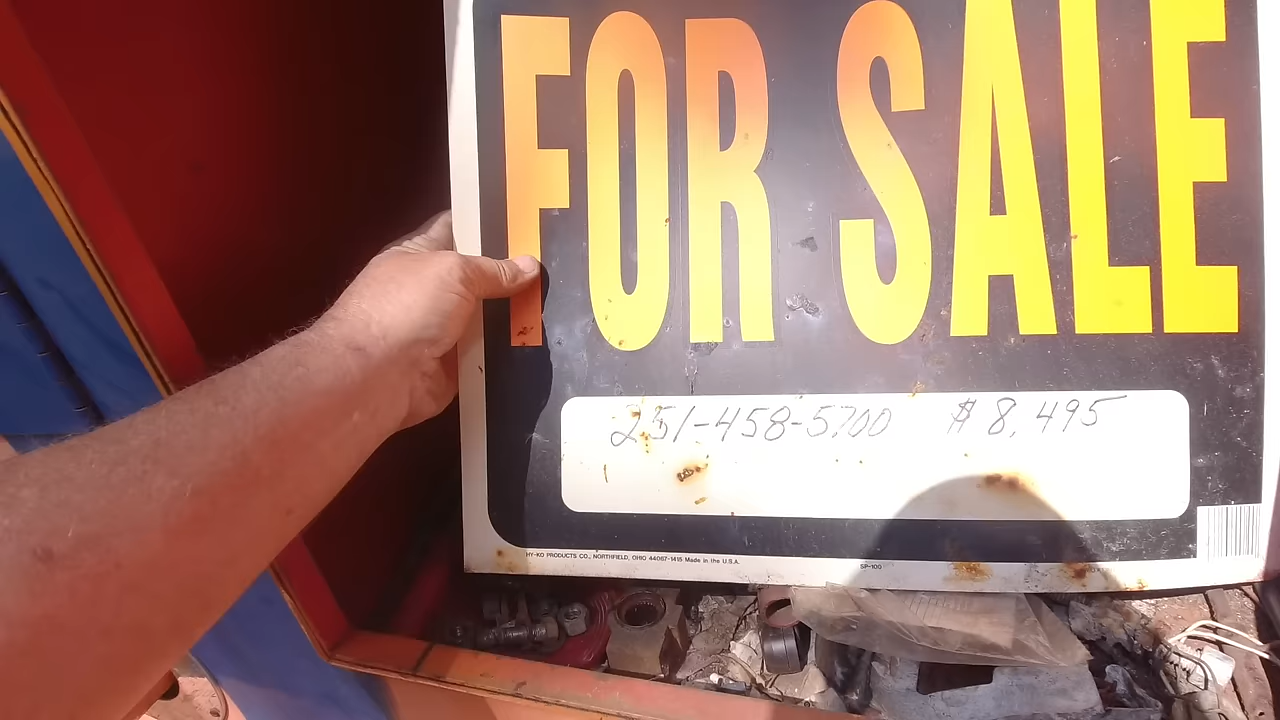 FOR SALE
251-458-5700 $8,495
HY-KO PRODUCTS CO., NORTHFIELD, OHIO 44067-1415 Made in the U.S.A.
SP-100